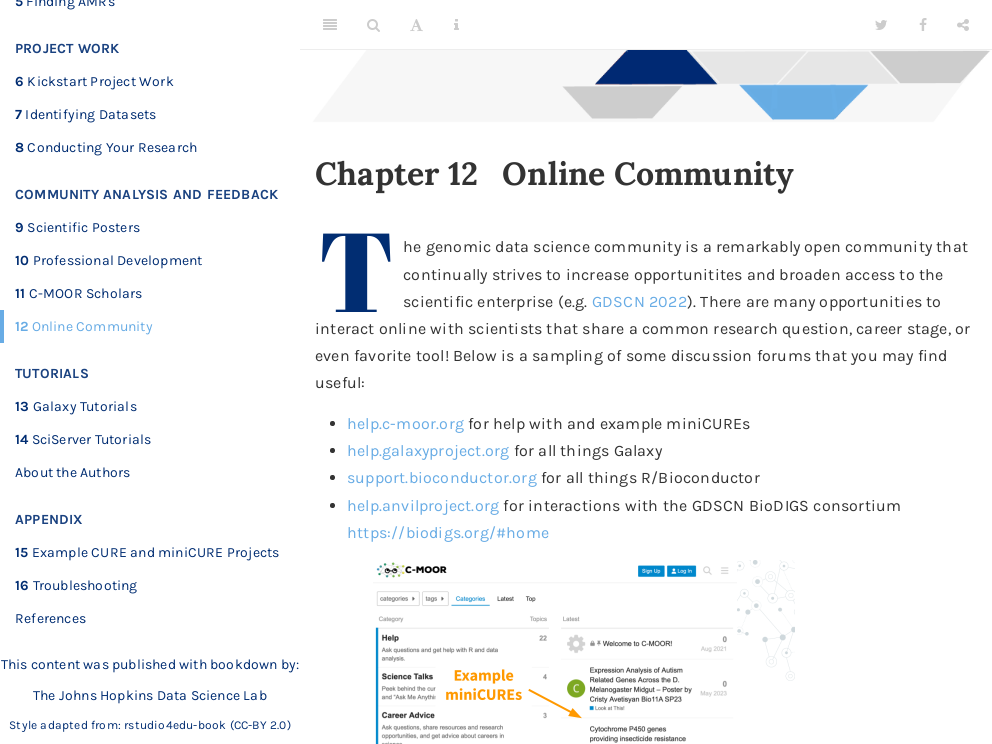 5 Finding AMRs
PROJECT WORK
6 Kickstart Project Work
7 Identifying Datasets
8 Conducting Your Research
COMMUNITY ANALYSIS AND FEEDBACK
9 Scientific Posters
10 Professional Development
11 C-MOOR Scholars
12 Online Community
TUTORIALS
13 Galaxy Tutorials
14 SciServer Tutorials
About the Authors
APPENDIX
15 Example CURE and miniCURE Projects
16 Troubleshooting
References
This content was published with bookdown by:
The Johns Hopkins Data Science Lab
Style adapted from: rstudio4edu-book (CC-BY 2.0)
Chapter 12 Online Community
The genomic data science community is a remarkably open community that
continually strives to increase opportunitites and broaden access to the
scientific enterprise (e.g. GDSCN 2022). There are many opportunities to
interact online with scientists that share a common research question, career stage, or
even favorite tool! Below is a sampling of some discussion forums that you may find
useful:
help.c-moor.org for help with and example miniCUREs
help.galaxyproject.org for all things Galaxy
support.bioconductor.org for all things R/Bioconductor
help.anvilproject.org for interactions with the GDSCN BioDIGS consortium
https://biodigs.org/#home
C-MOOR
Sign Up Log In
categories tags Categories Latest Top
Category Topics Latest
Help 22
Ask questions and get help with R and data
analysis.
Science Talks 4
Peek behind the cur
and "Ask Me Anythi
Career Advice 3
Ask questions, share resources and research
opportunities, and get advice about careers in
Example
miniCUREs
Welcome to C-MOOR! 0
Aug 2021
C
Expression Analysis of Autism
Related Genes Across the D.
Melanogaster Midgut – Poster by
Cristy Avetisyan Bio11A SP23
Look at This!
0
May 2023
Cytochrome P450 genes
providing insecticide resistance